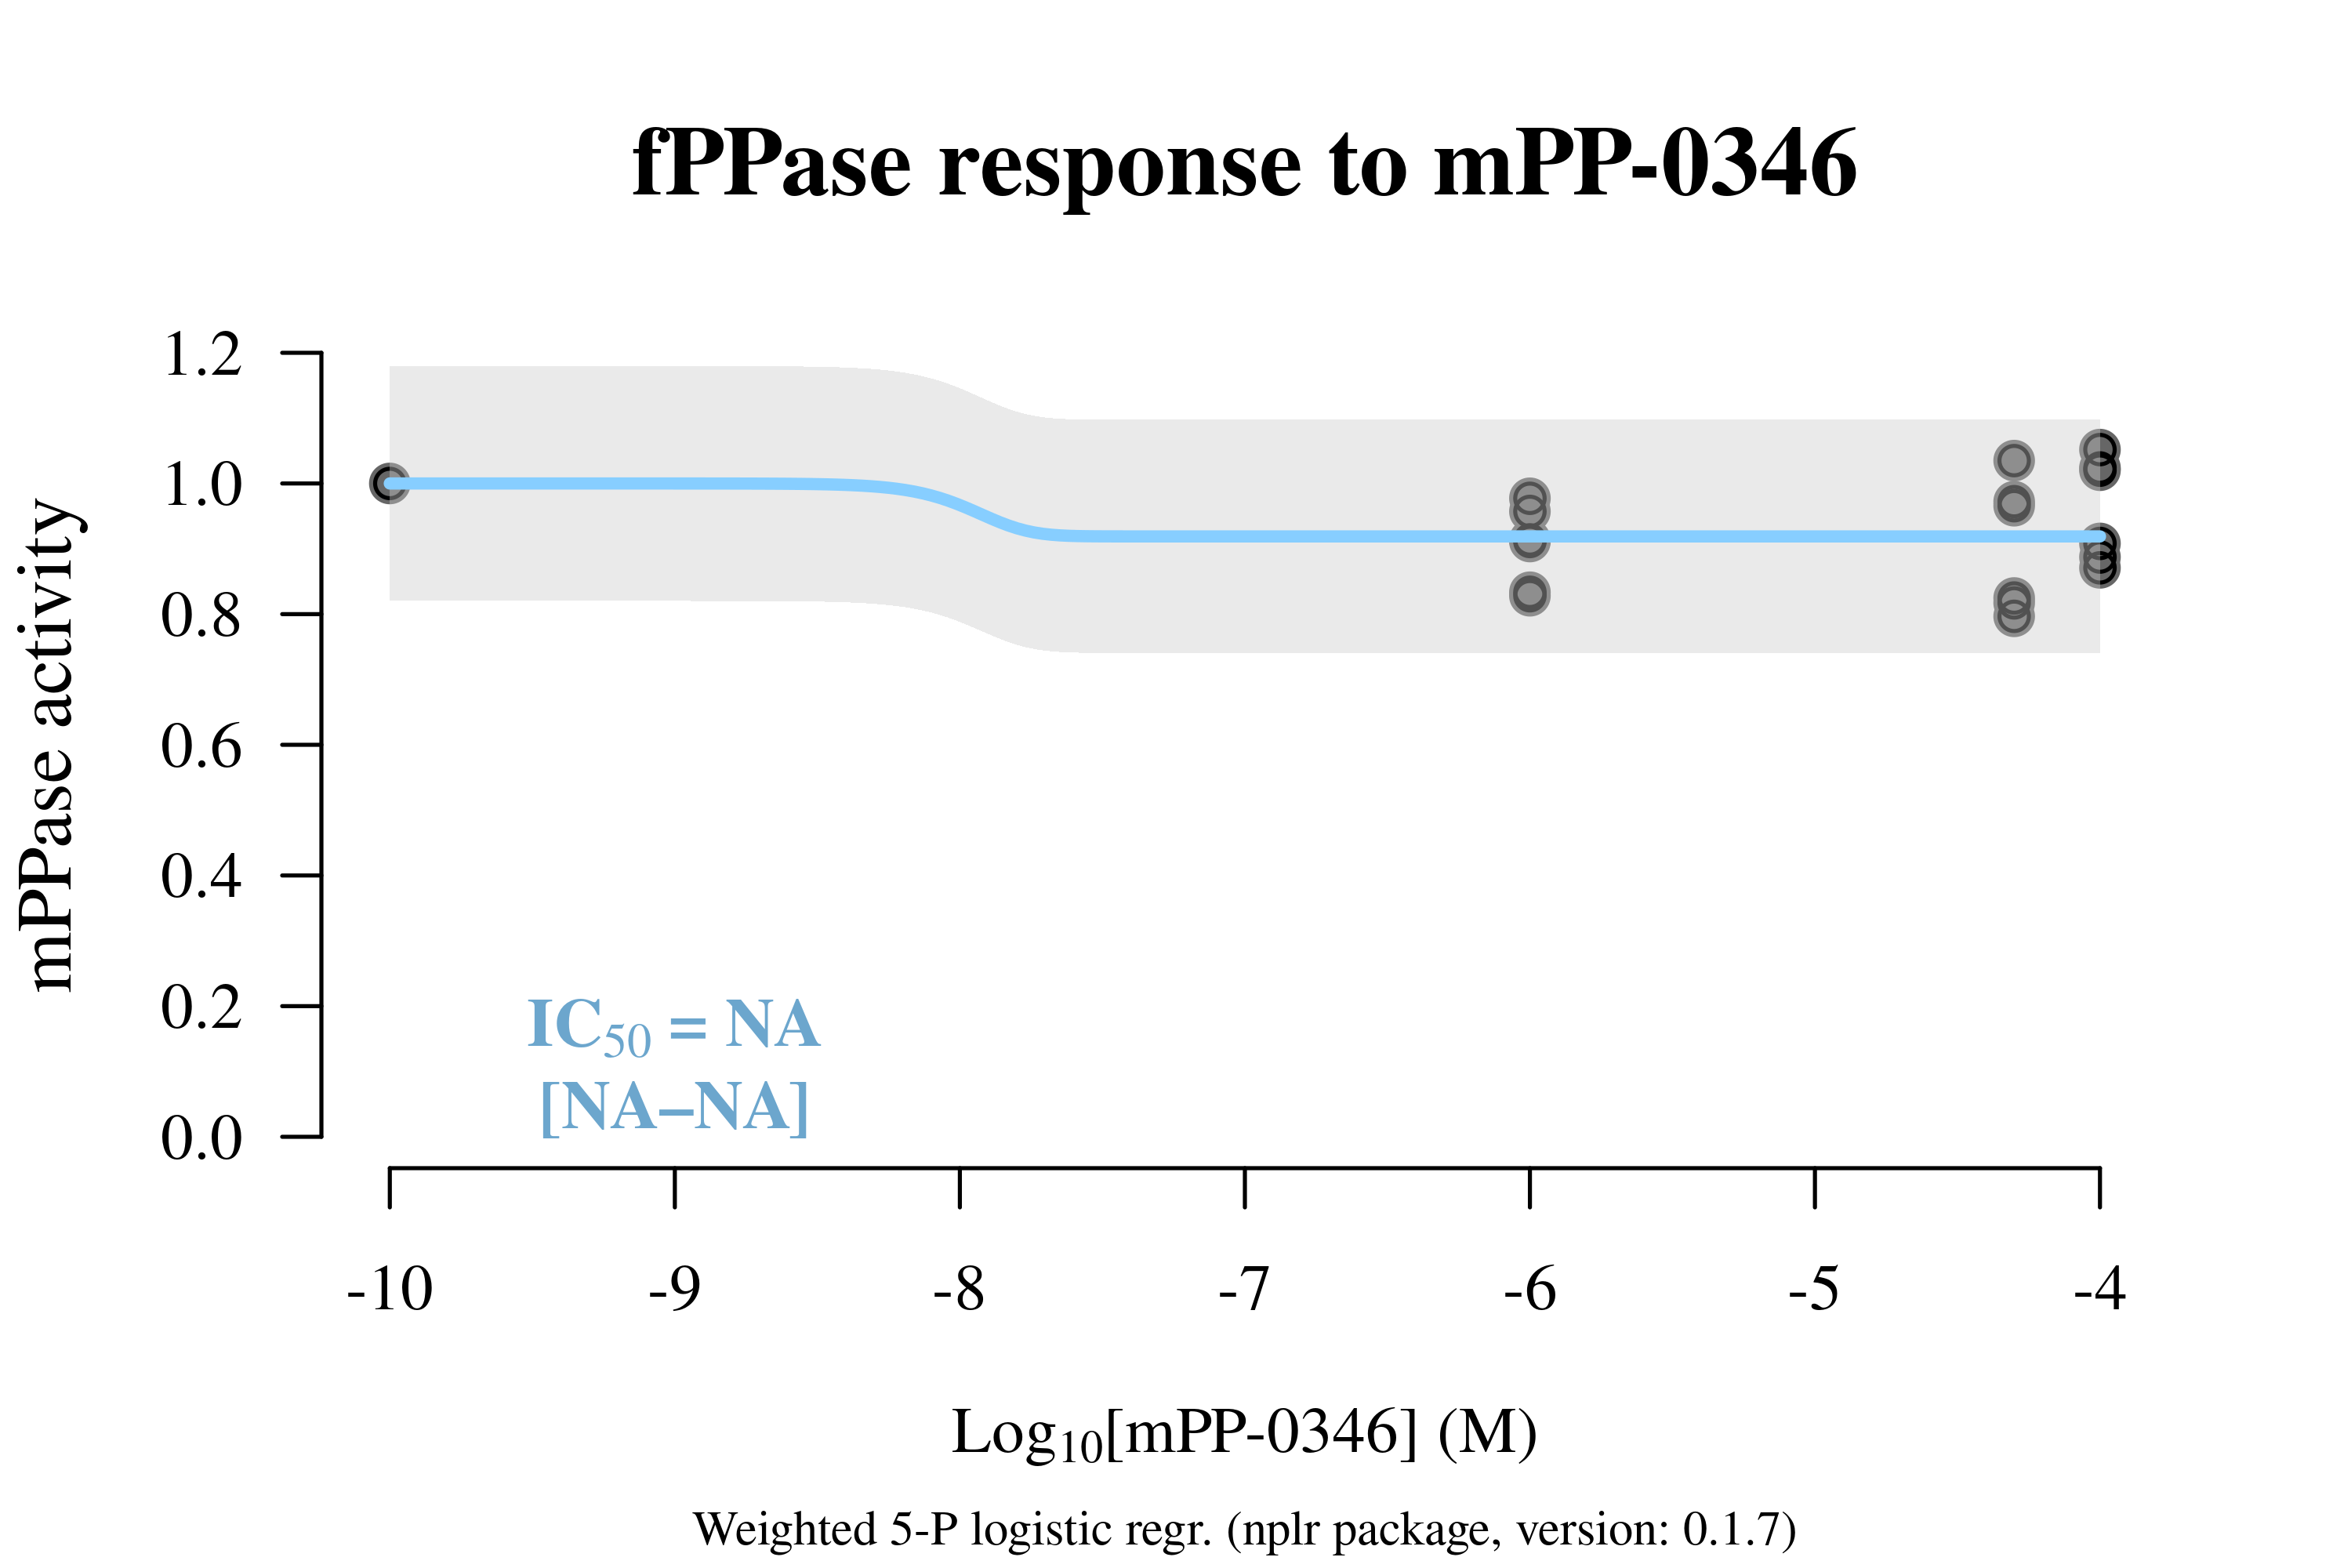 fPPase response to mPP-0346
mPPase activity
1.2
1.0
0.8
0.6
0.4
0.2
0.0
IC50 = NA
[NA–NA]
-10 -9 -8 -7 -6 -5 -4
Log10[mPP-0346] (M)
Weighted 5-P logistic regr. (nplr package, version: 0.1.7)